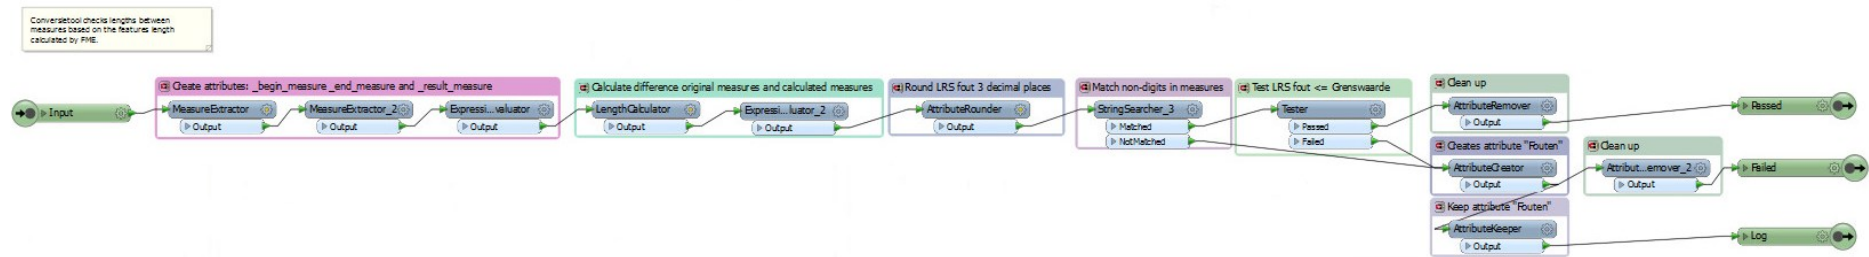 Conversietool checks lengths between
measures based on the features length
calculated by FME.
Input
Create attributes: _begin_measure _end_measure and _result_measure
MeasureExtractor
Output
MeasureExtractor_2
Output
Expressi...valuator
Output
Calculate difference original measures and calculated measures
LengthCalculator
Output
Expressi...luator_2
Output
Round LRS fout 3 decimal places
AttributeRounder
Output
Match non-digits in measures
StringSearcher_3
Matched
NotMatched
Test LRS fout <= Grenswaarde
Tester
Passed
Failed
Clean up
AttributeRemover
Output
Passed
Creates attribute "Fouten"
AttributeCreator
Output
Clean up
Attribut...emover_2
Output
Failed
Keep attribute "Fouten"
AttributeKeeper
Output
Log